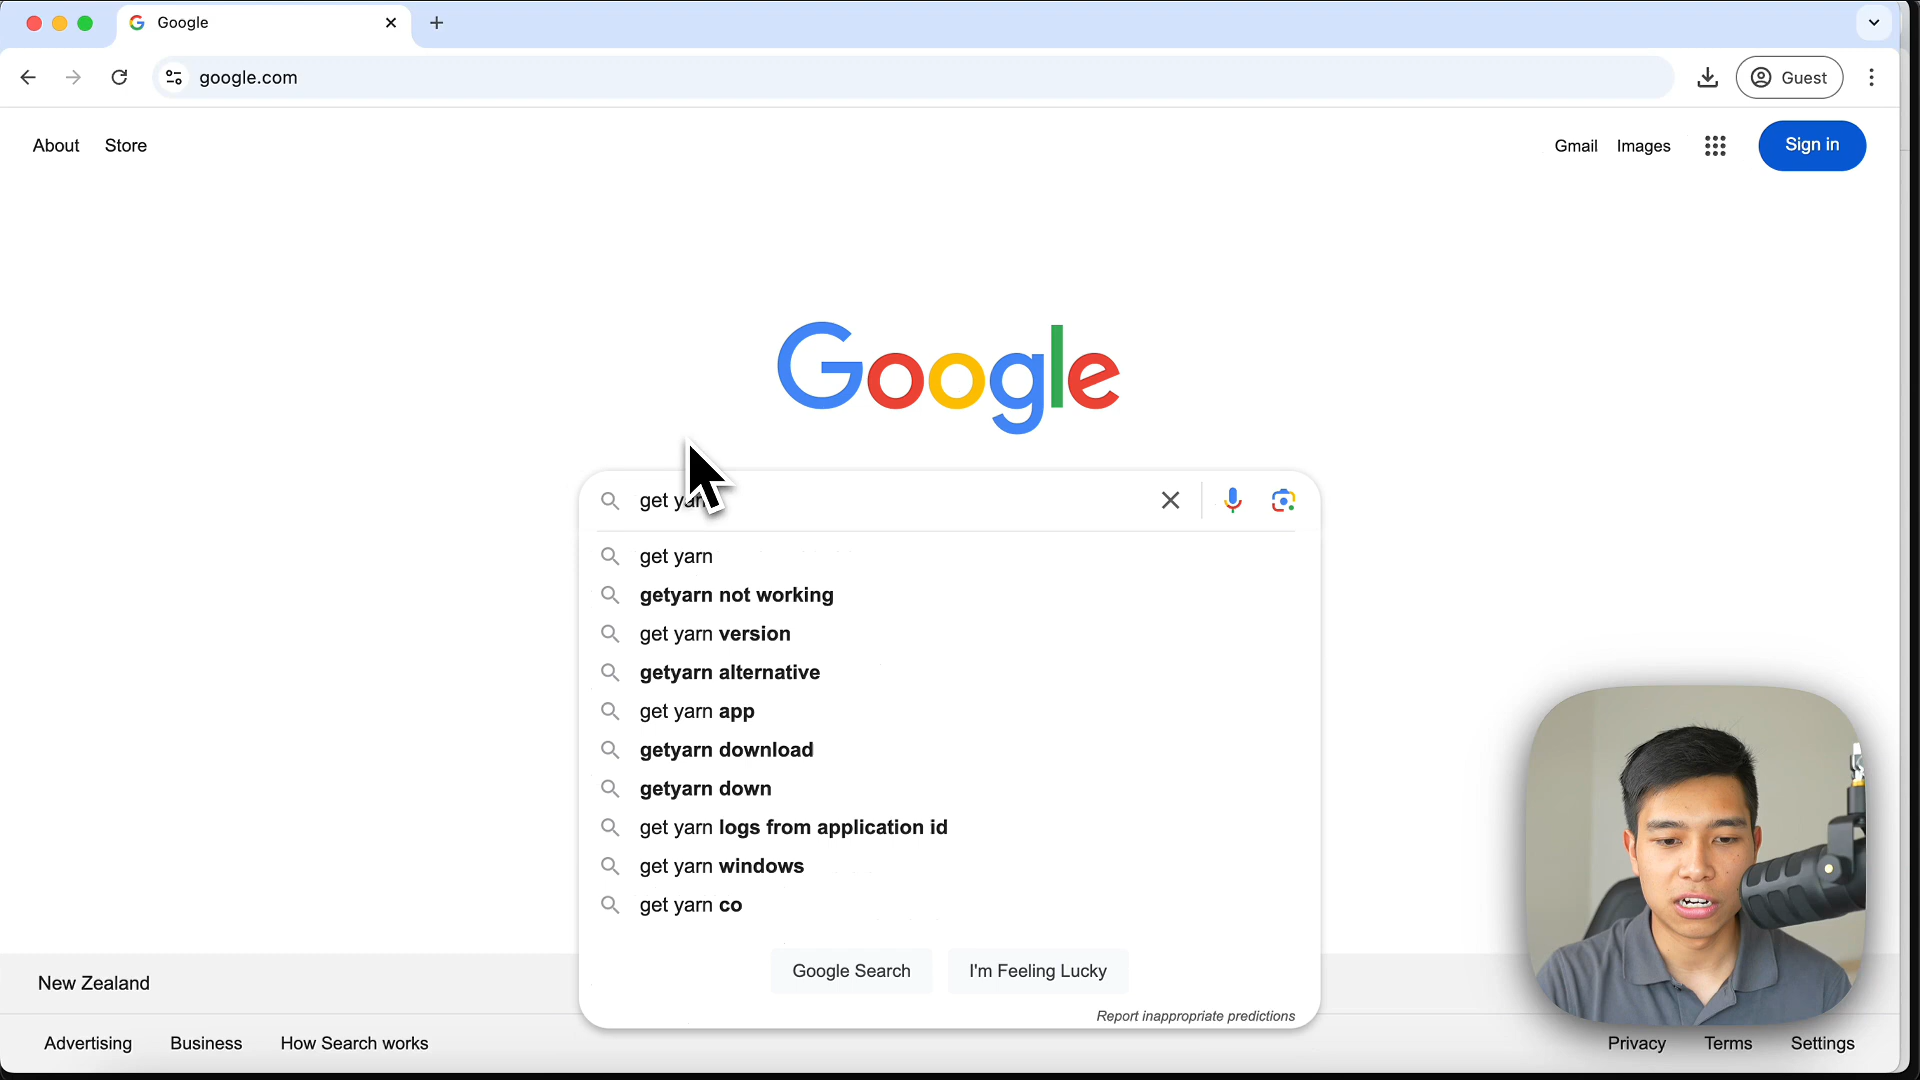 Google
google.com
Guest
About
Store
Gmail
Images
Sign in
Google
get yarn
get yarn
getyarn not working
get yarn version
getyarn alternative
get yarn app
getyarn download
getyarn down
get yarn logs from application id
get yarn windows
get yarn co
Google Search
I'm Feeling Lucky
Report inappropriate predictions
New Zealand
Advertising
Business
How Search works
Privacy
Terms
Settings